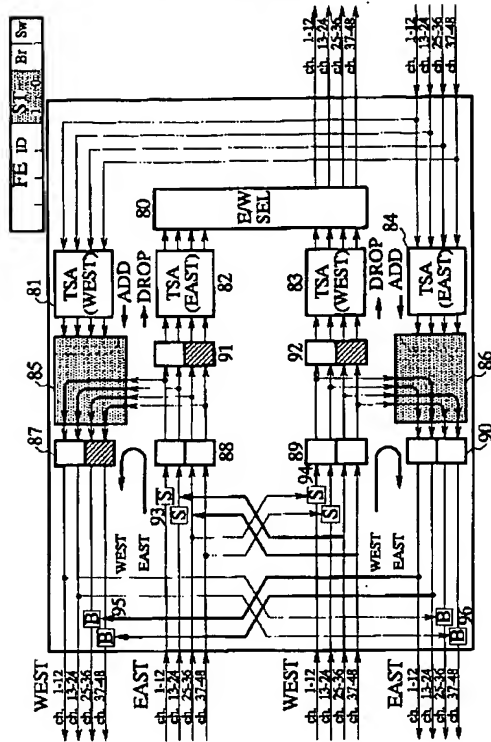 FE ID ST Br Sw
ch. 1-12
ch. 13-24
ch. 25-36
ch. 37-48
ch. 1-12
ch. 13-24
ch. 25-36
ch. 37-48
80
E/W
SEL
81
TSA
(WEST)
ADD
DROP
TSA
(EAST)
82
83
TSA
(WEST)
DROP
ADD
84
TSA
(EAST)
85
91
92
86
87
88
89
90
WEST
EAST
93
S
S
94
S
S
WEST
EAST
95
B
B
96
B
B
WEST
ch. 1-12
ch. 13-24
ch. 25-36
ch. 37-48
EAST
ch. 1-12
ch. 13-24
ch. 25-36
ch. 37-48
WEST
ch. 1-12
ch. 13-24
ch. 25-36
ch. 37-48
EAST
ch. 1-12
ch. 13-24
ch. 25-36
ch. 37-48